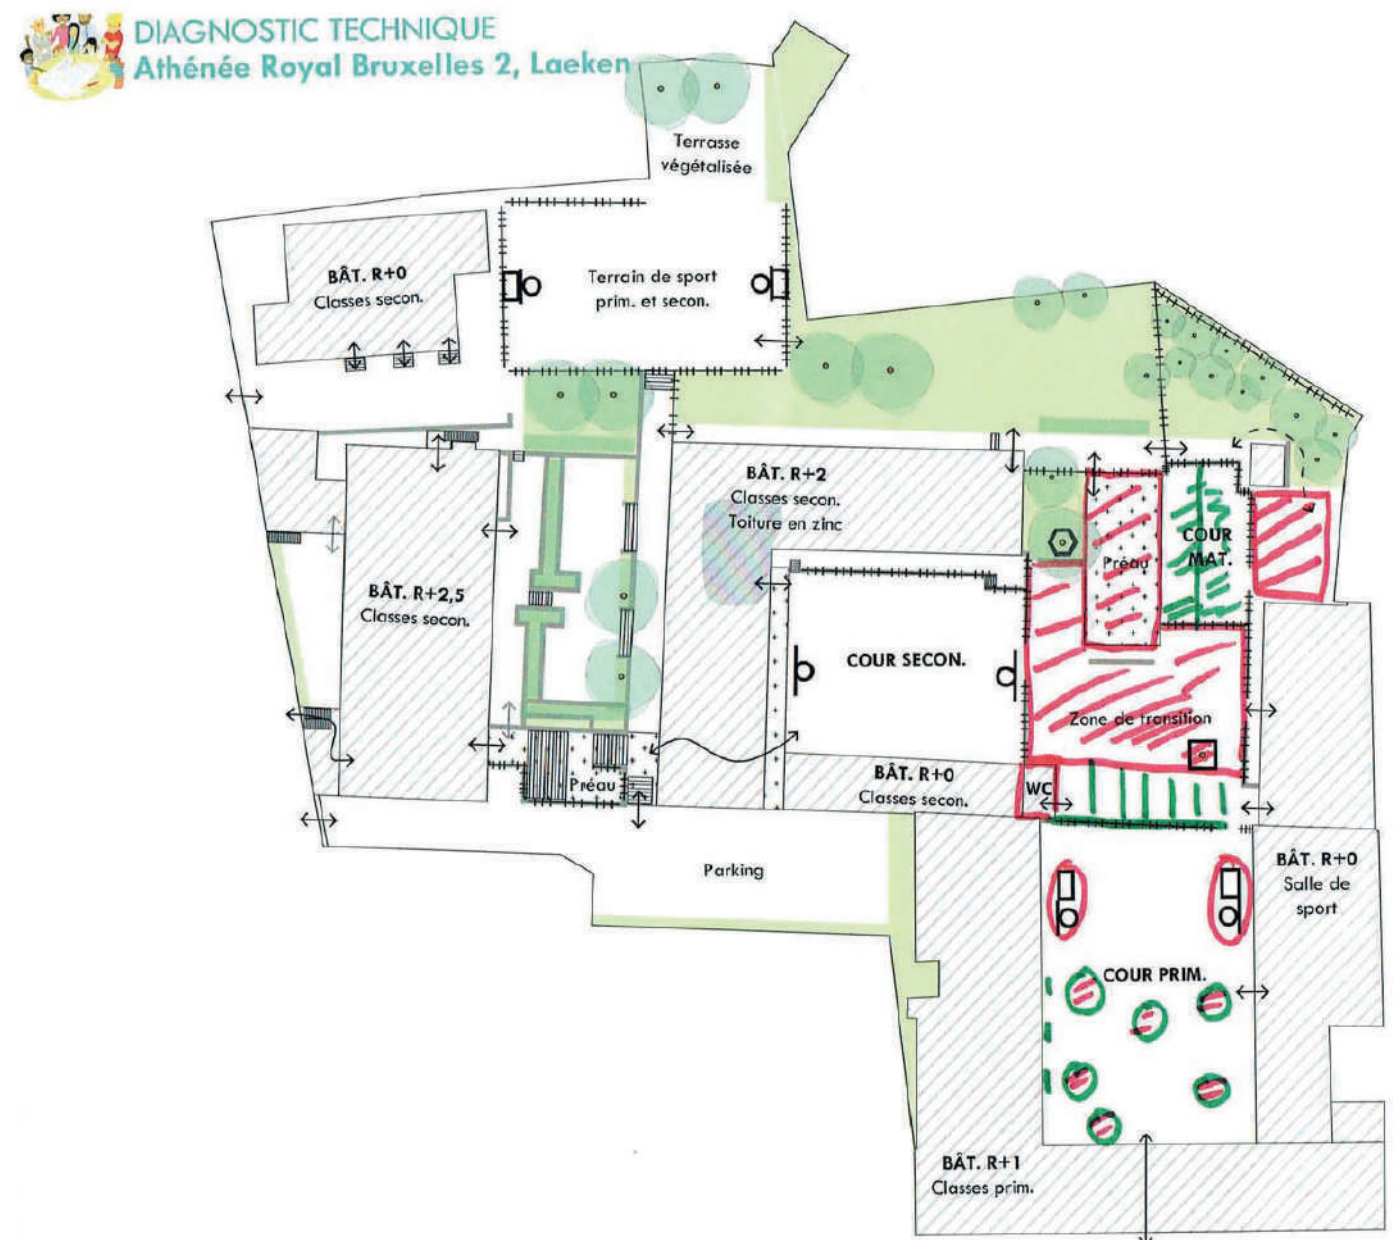 DIAGNOSTIC TECHNIQUE
Athénée Royal Bruxelles 2, Laeken
Terrasse
végétalisée
BÂT. R+0
Classes secon.
Terrain de sport
prim. et secon.
BÂT. R+2
Classes secon.
Toiture en zinc
COUR
MAT.
Préau
BÂT. R+2,5
Classes secon.
COUR SECON.
Zone de transition
BÂT. R+0
Classes secon.
WC
Préau
Parking
BÂT. R+0
Salle de
sport
COUR PRIM.
BÂT. R+1
Classes prim.